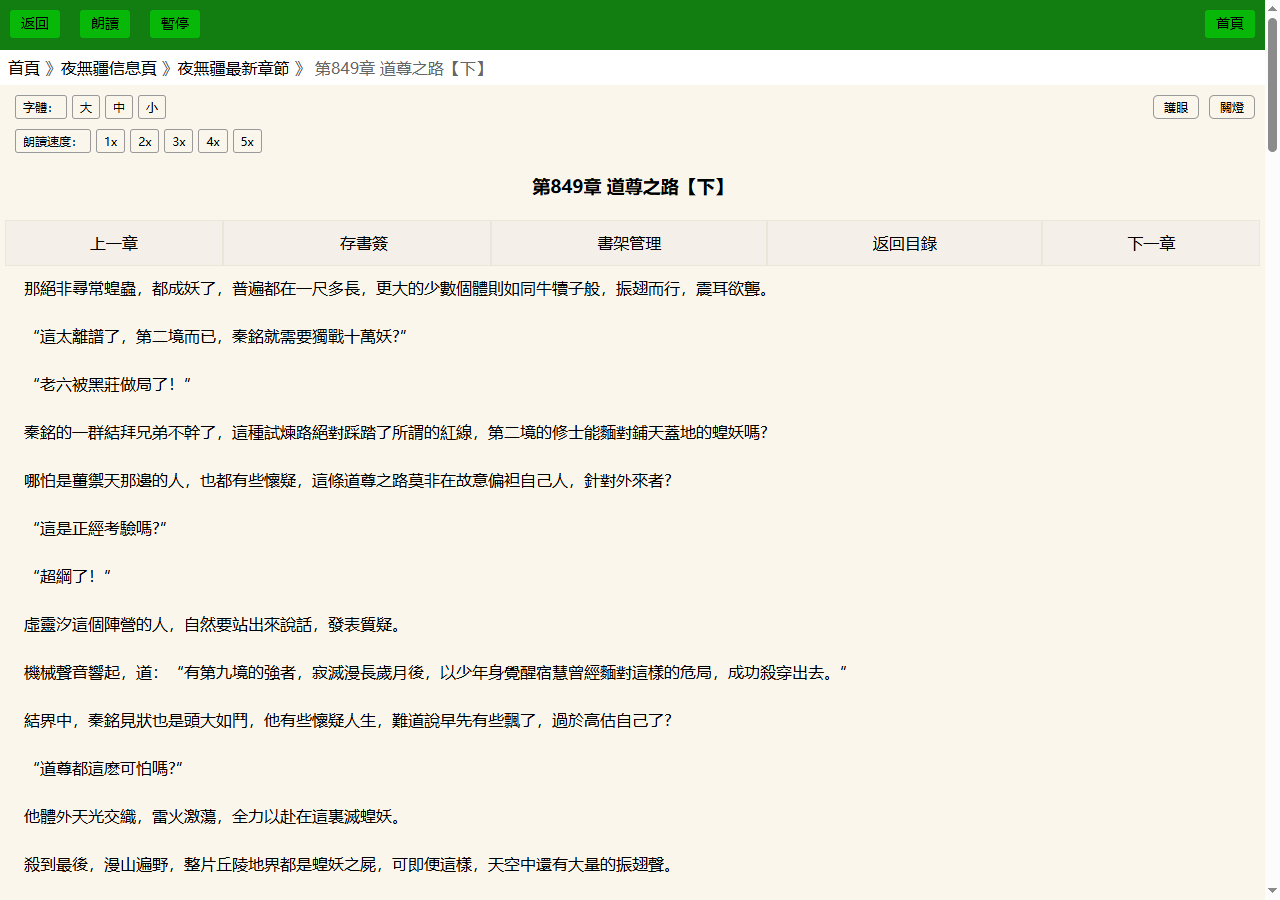 返回 朗讀 暫停 首頁
首頁 》夜無疆信息頁 》夜無疆最新章節 》 第849章 道尊之路【下】
字體： 大 中 小 護眼 關燈
朗讀速度： 1x 2x 3x 4x 5x
第849章 道尊之路【下】
上一章 存書簽 書架管理 返回目錄 下一章
那絕非尋常蝗蟲，都成妖了，普遍都在一尺多長，更大的少數個體則如同牛犢子般，振翅而行，震耳欲聾。
“這太離譜了，第二境而已，秦銘就需要獨戰十萬妖?”
“老六被黑莊做局了！”
秦銘的一群結拜兄弟不幹了，這種試煉路絕對踩踏了所謂的紅線，第二境的修士能麵對鋪天蓋地的蝗妖嗎?
哪怕是薑禦天那邊的人，也都有些懷疑，這條道尊之路莫非在故意偏袒自己人，針對外來者?
“這是正經考驗嗎?”
“超綱了！”
虛靈汐這個陣營的人，自然要站出來說話，發表質疑。
機械聲音響起，道：“有第九境的強者，寂滅漫長歲月後，以少年身覺醒宿慧曾經麵對這樣的危局，成功殺穿出去。”
結界中，秦銘見狀也是頭大如鬥，他有些懷疑人生，難道說早先有些飄了，過於高估自己了?
“道尊都這麽可怕嗎?”
他體外天光交織，雷火激蕩，全力以赴在這裏滅蝗妖。
殺到最後，漫山遍野，整片丘陵地界都是蝗妖之屍，可即便這樣，天空中還有大量的振翅聲。